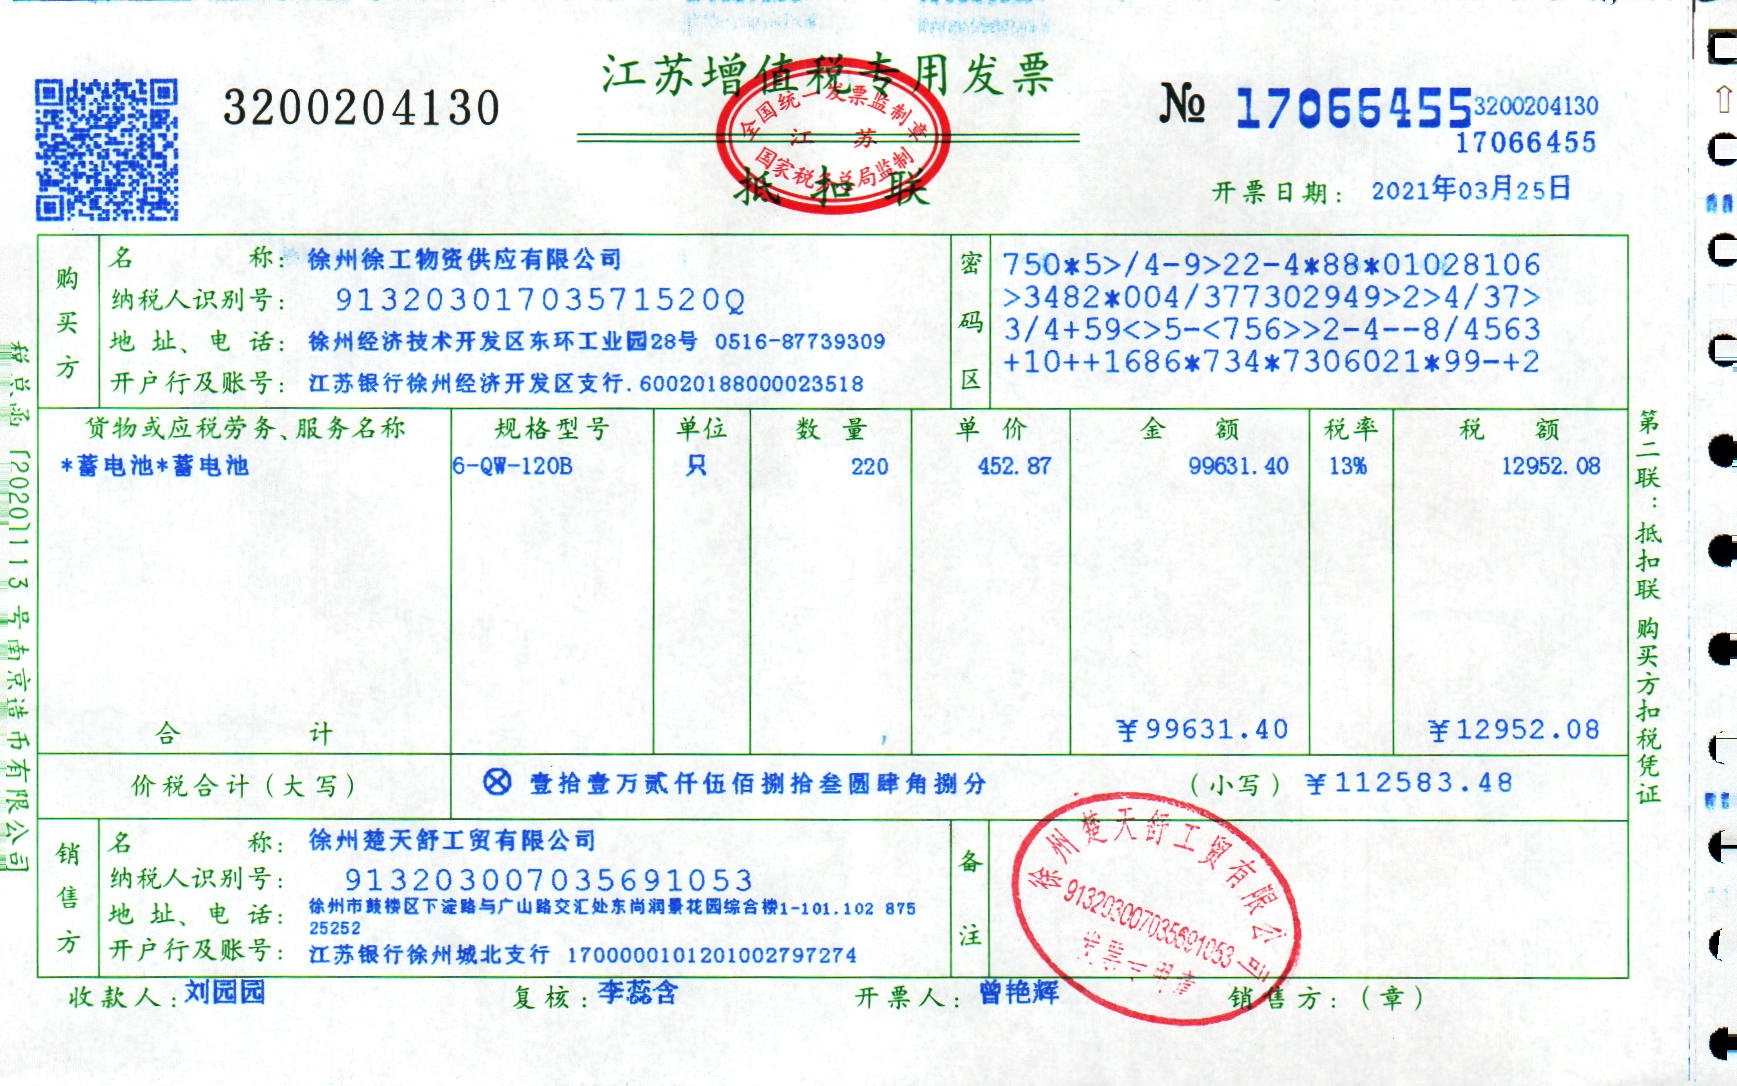 江苏增值税专用发票
3200204130
№ 17066455
3200204130
17066455
全国统一发票监制章
江 苏
国家税务总局监制
抵扣联
开票日期: 2021年03月25日
购买方
名 称: 徐州徐工物资供应有限公司
纳税人识别号: 91320301703571520Q
地 址、电 话: 徐州经济技术开发区东环工业园28号 0516-87739309
开户行及账号: 江苏银行徐州经济开发区支行.60020188000023518
密码区
750*5>/4-9>22-4*88*01028106
>3482*004/377302949>2>4/37>
3/4+59<>5-<756>>2-4--8/4563
+10++1686*734*7306021*99-+2
货物或应税劳务、服务名称 规格型号 单位 数 量 单 价 金 额 税率 税 额
*蓄电池*蓄电池 6-QW-120B 只 220 452.87 99631.40 13% 12952.08
合 计 ￥99631.40 ￥12952.08
价税合计(大写) ⊗ 壹拾壹万贰仟伍佰捌拾叁圆肆角捌分 (小写) ￥112583.48
销售方
名 称: 徐州楚天舒工贸有限公司
纳税人识别号: 913203007035691053
地 址、电 话: 徐州市鼓楼区下淀路与广山路交汇处东尚润景花园综合楼1-101.102 875
25252
开户行及账号: 江苏银行徐州城北支行 17000001012010027972​74
备注
徐州楚天舒工贸有限公司
913203007035691053
发票专用章
收款人: 刘园园 复核: 李蕊含 开票人: 曾艳辉 销售方: (章)
税总函[2020]113号南京造币有限公司
第二联: 抵扣联 购买方扣税凭证